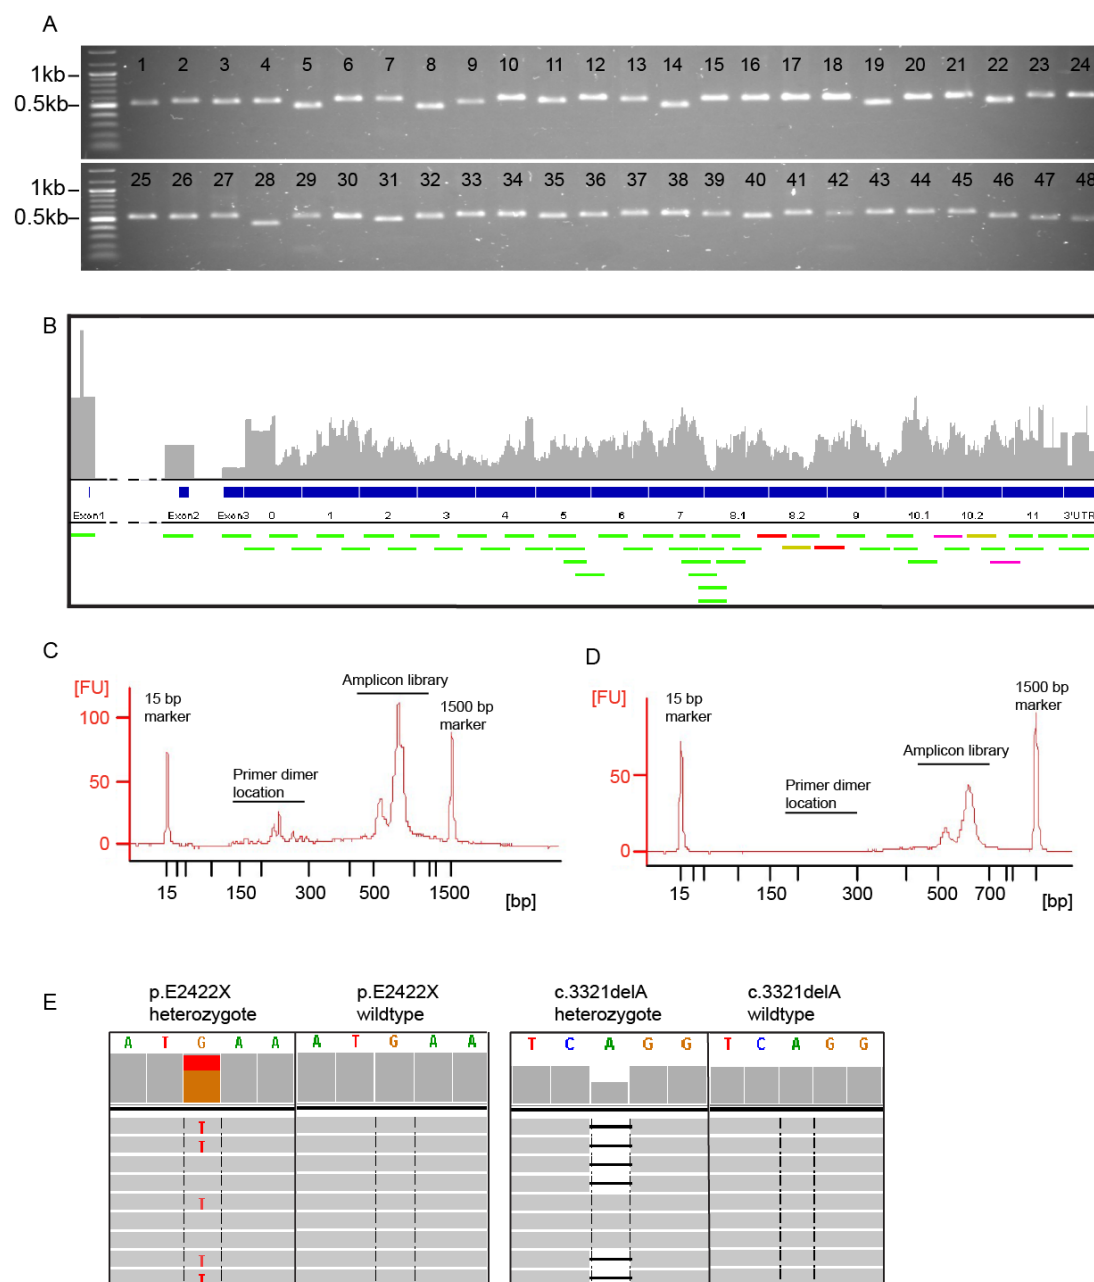 A
1kb
1 2 3 4 5 6 7 8 9 10 11 12 13 14 15 16 17 18 19 20 21 22 23 24
0.5kb
1kb
25 26 27 28 29 30 31 32 33 34 35 36 37 38 39 40 41 42 43 44 45 46 47 48
0.5kb
B
Exon1 Exon2 Exon3 0 1 2 3 4 5 6 7 8.1 8.2 9 10.1 10.2 11 3'UTR
C
[FU]
100
50
0
15 bp
marker
Primer dimer
location
Amplicon library
1500 bp
marker
15 150 300 500 1500
[bp]
D
[FU]
50
0
15 bp
marker
Primer dimer
location
Amplicon library
1500 bp
marker
15 150 300 500 700
[bp]
E
p.E2422X
heterozygote
A T G A A
T
T
T
T
T
p.E2422X
wildtype
A T G A A
c.3321delA
heterozygote
T C A G G
c.3321delA
wildtype
T C A G G